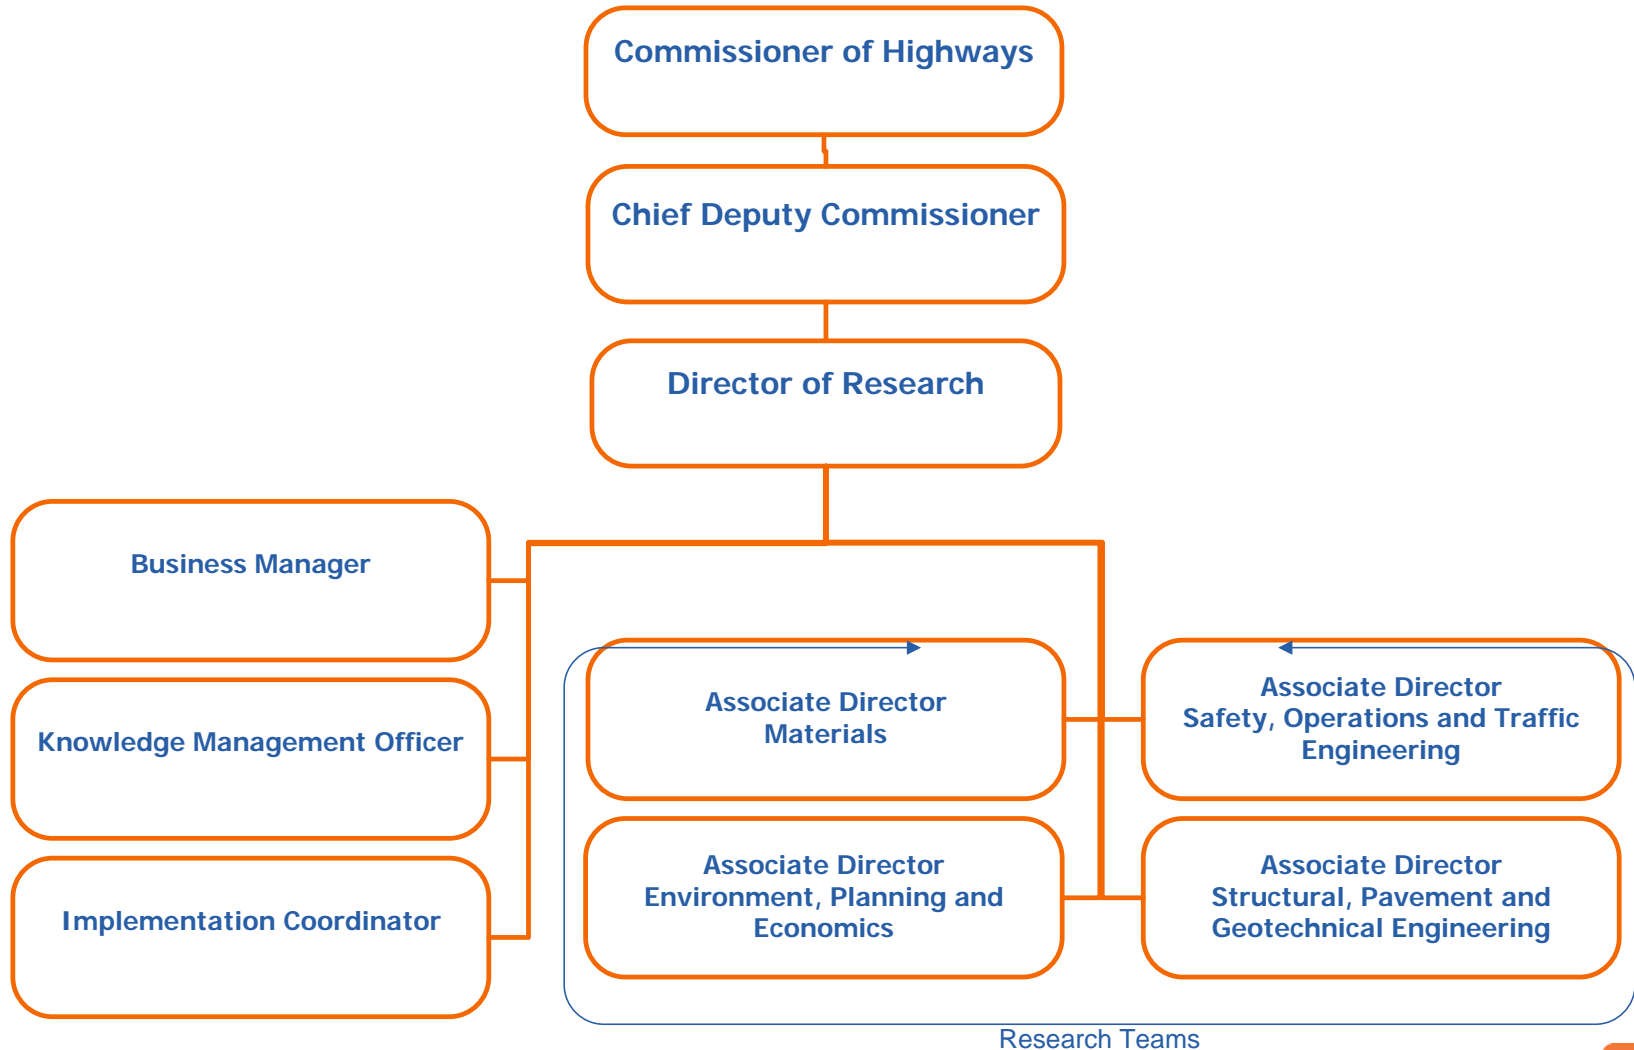 Commissioner of Highways
Chief Deputy Commissioner
Director of Research
Business Manager
Knowledge Management Officer
Implementation Coordinator
Associate Director
Materials
Associate Director
Safety, Operations and Traffic
Engineering
Associate Director
Environment, Planning and
Economics
Associate Director
Structural, Pavement and
Geotechnical Engineering
Research Teams